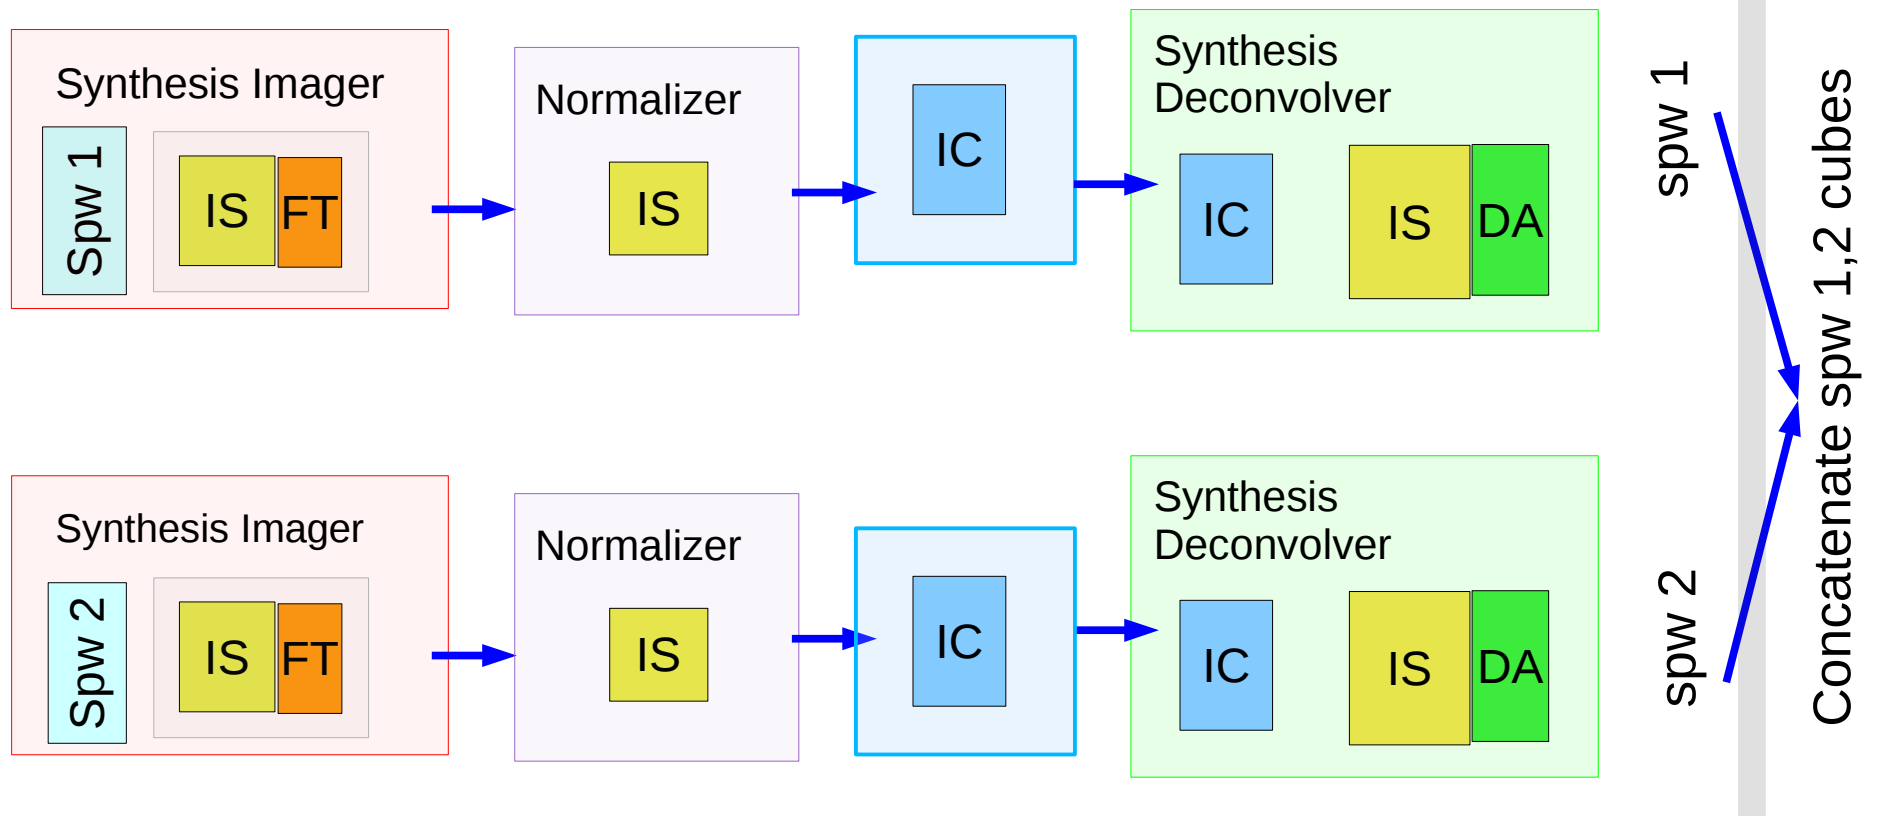 Synthesis Imager
Spw 1
IS
FT
Normalizer
IS
IC
Synthesis
Deconvolver
IC
IS
DA
spw 1
Synthesis Imager
Spw 2
IS
FT
Normalizer
IS
IC
Synthesis
Deconvolver
IC
IS
DA
spw 2
Concatenate spw 1,2 cubes